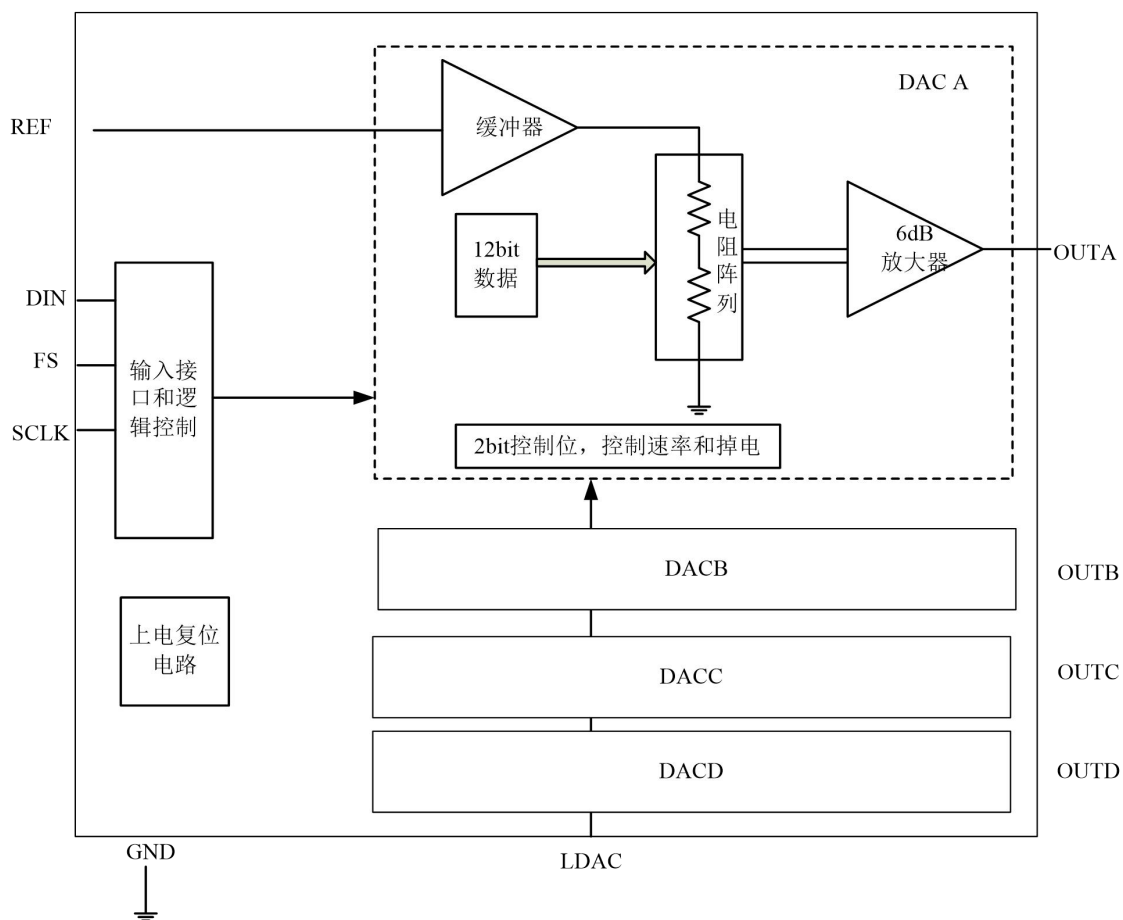 DAC A
REF
缓冲器
12bit
数据
电
阻
阵
列
6dB
放大器
OUTA
DIN
FS
SCLK
输入接
口和逻
辑控制
2bit控制位，控制速率和掉电
DACB
OUTB
上电复位
电路
DACC
OUTC
DACD
OUTD
GND
LDAC